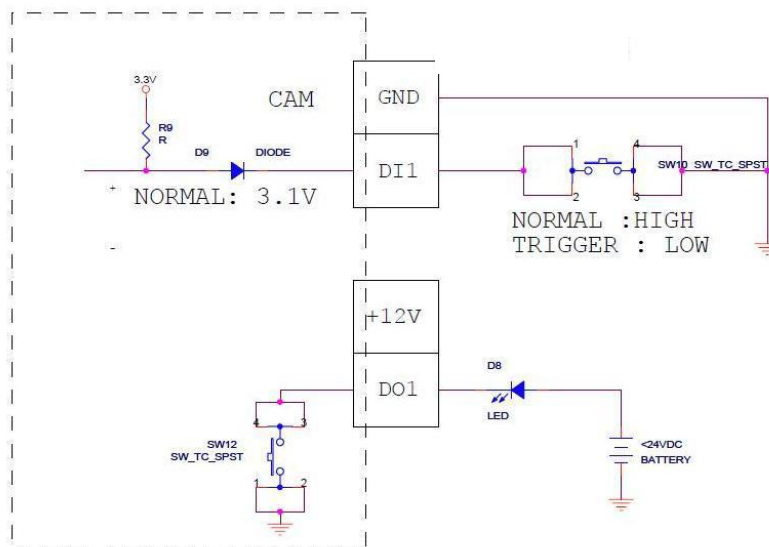 3.3V
CAM
GND
R9
R
D9
DIODE
DI1
1
4
SW10 SW_TC_SPST
+
NORMAL: 3.1V
2
3
NORMAL :HIGH
-
TRIGGER : LOW
+12V
D8
DO1
LED
4
3
SW12
SW_TC_SPST
<24VDC
BATTERY
1
2